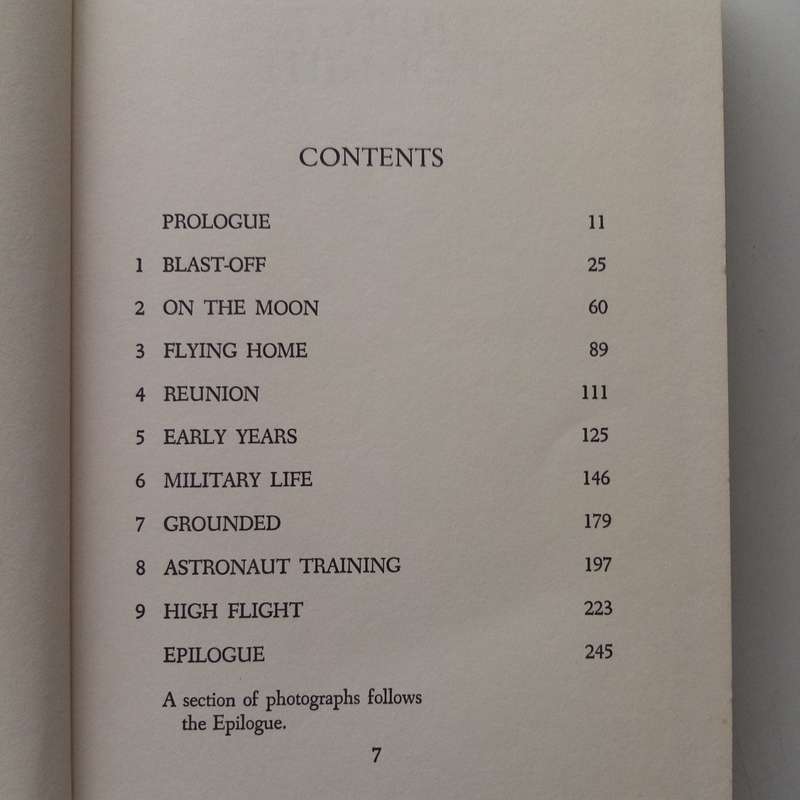 CONTENTS
PROLOGUE 11
1 BLAST-OFF 25
2 ON THE MOON 60
3 FLYING HOME 89
4 REUNION 111
5 EARLY YEARS 125
6 MILITARY LIFE 146
7 GROUNDED 179
8 ASTRONAUT TRAINING 197
9 HIGH FLIGHT 223
EPILOGUE 245
A section of photographs follows
the Epilogue.
7